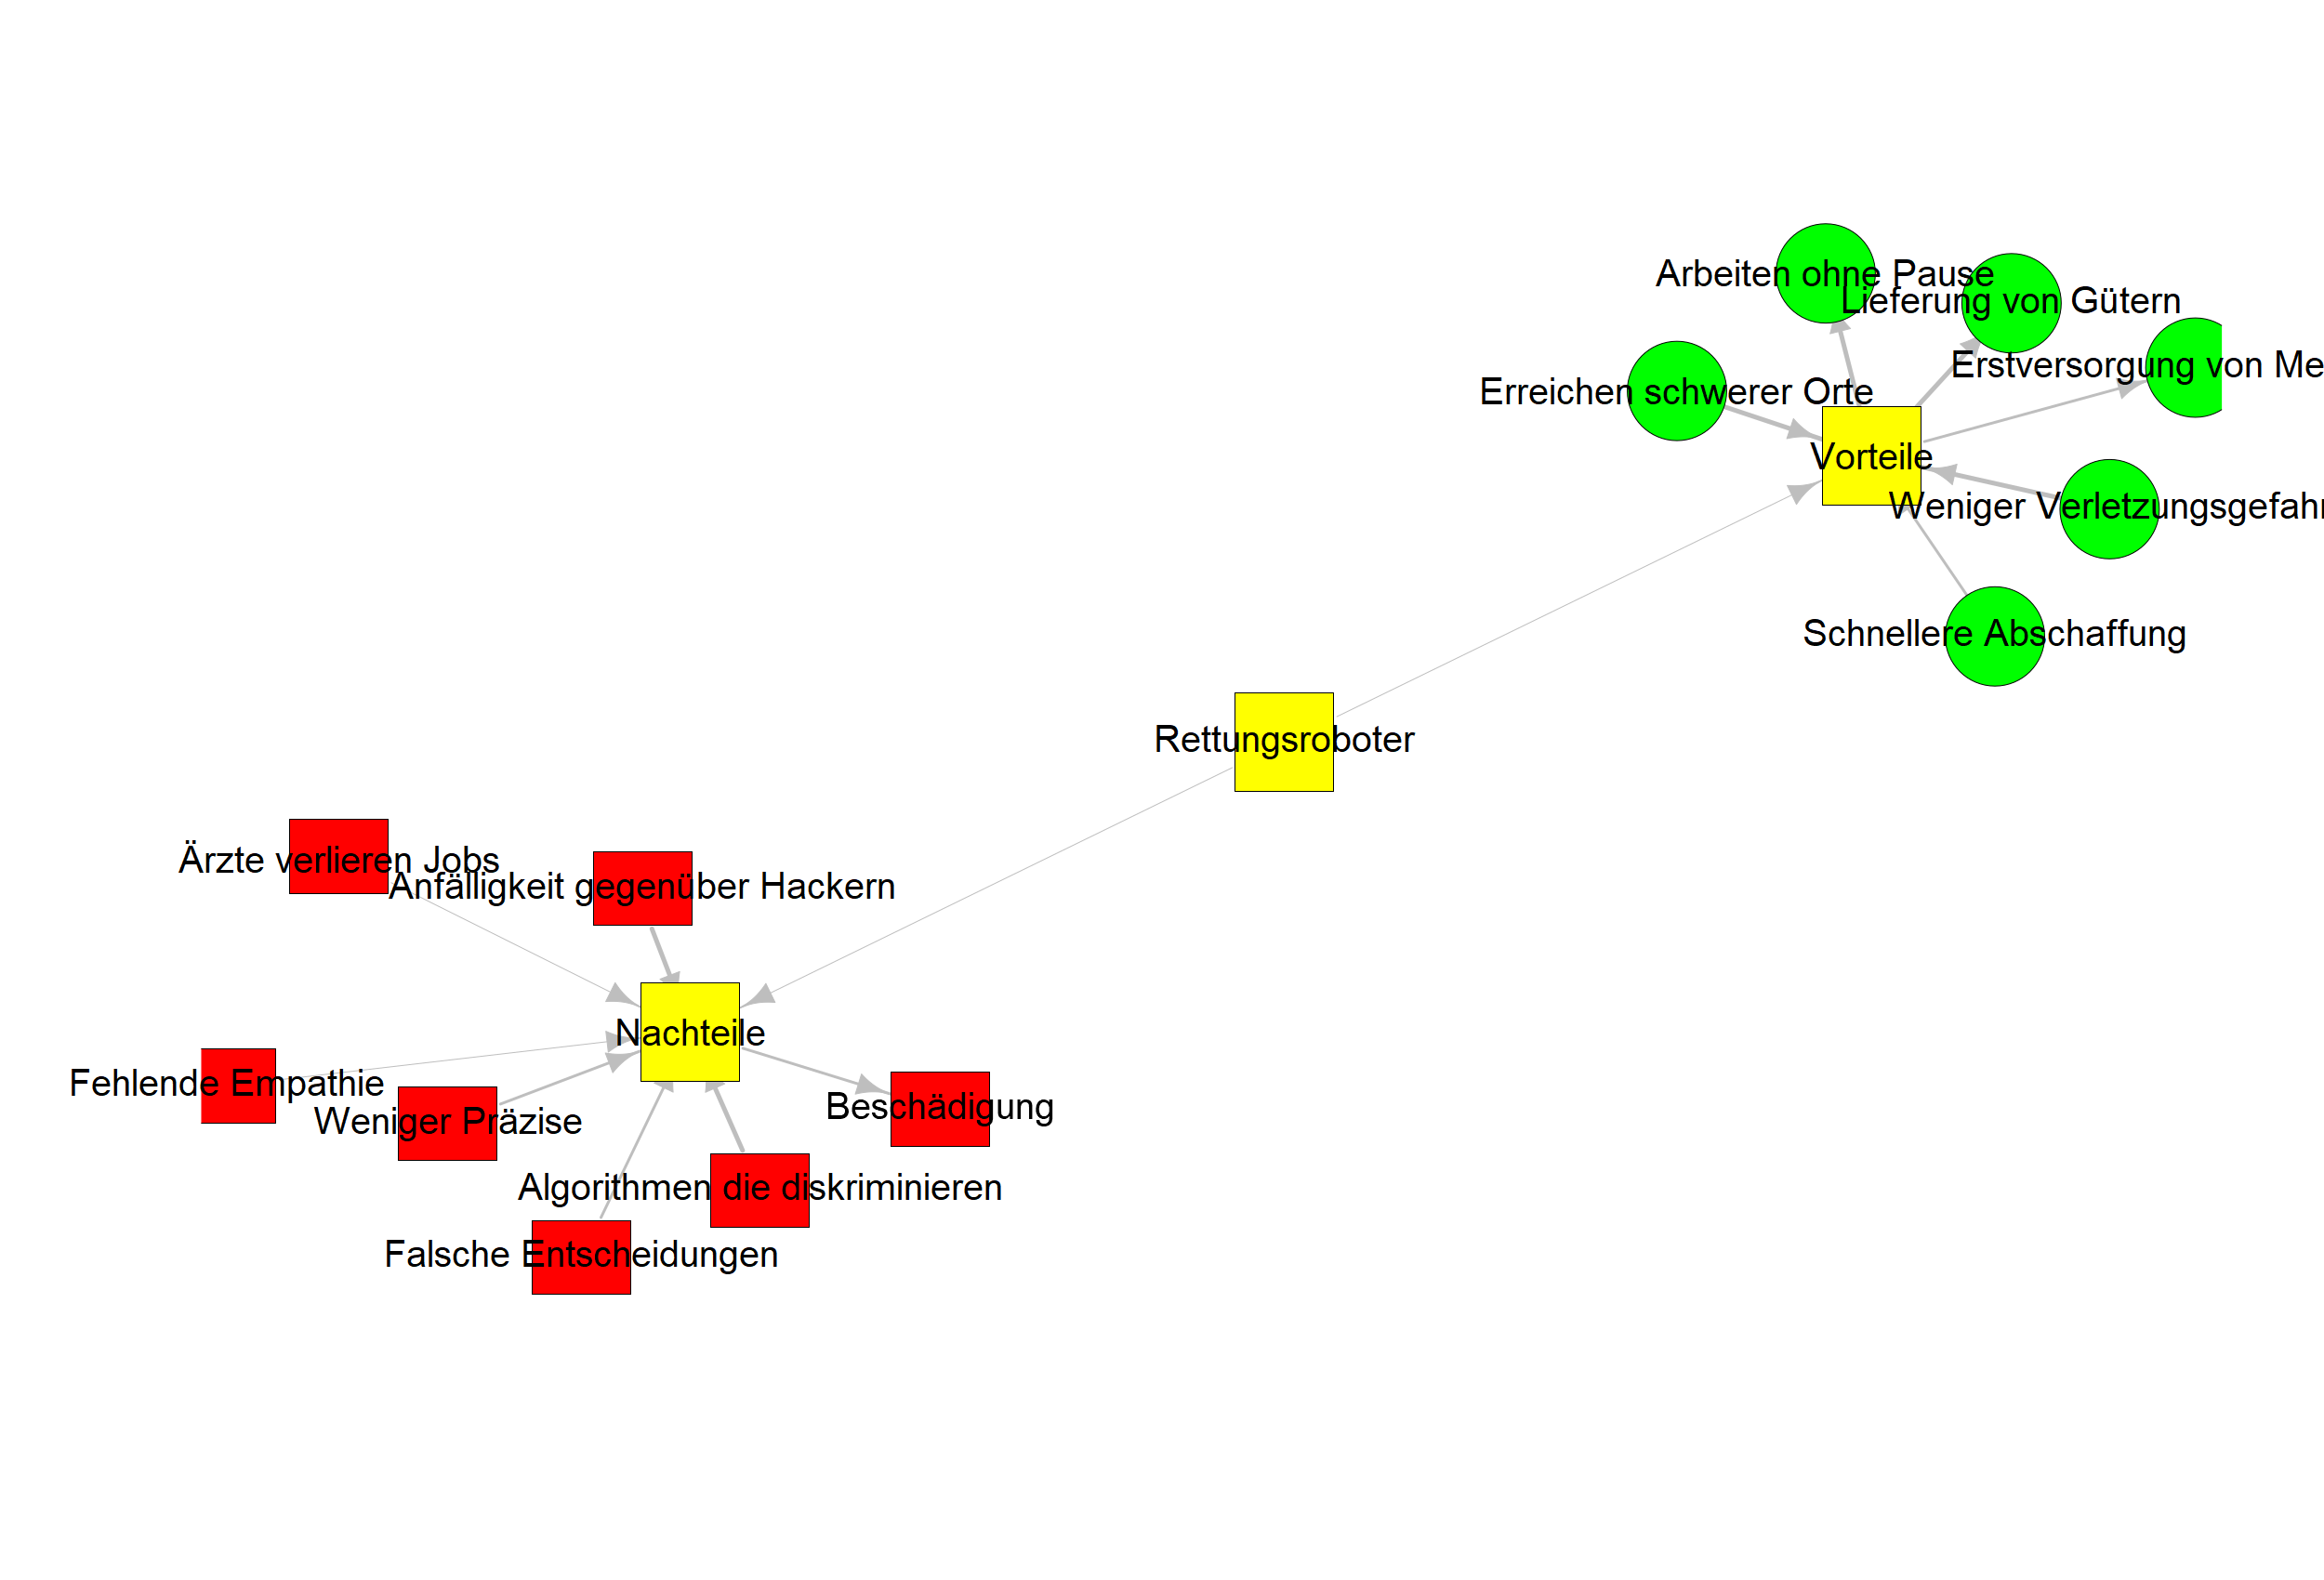 Arbeiten ohne Pause
Lieferung von Gütern
Erstversorgung von Me
Erreichen schwerer Orte
Vorteile
Weniger Verletzungsgefahr
Schnellere Abschaffung
Rettungsroboter
Ärzte verlieren Jobs
Anfälligkeit gegenüber Hackern
Nachteile
Fehlende Empathie
Weniger Präzise
Beschädigung
Algorithmen die diskriminieren
Falsche Entscheidungen